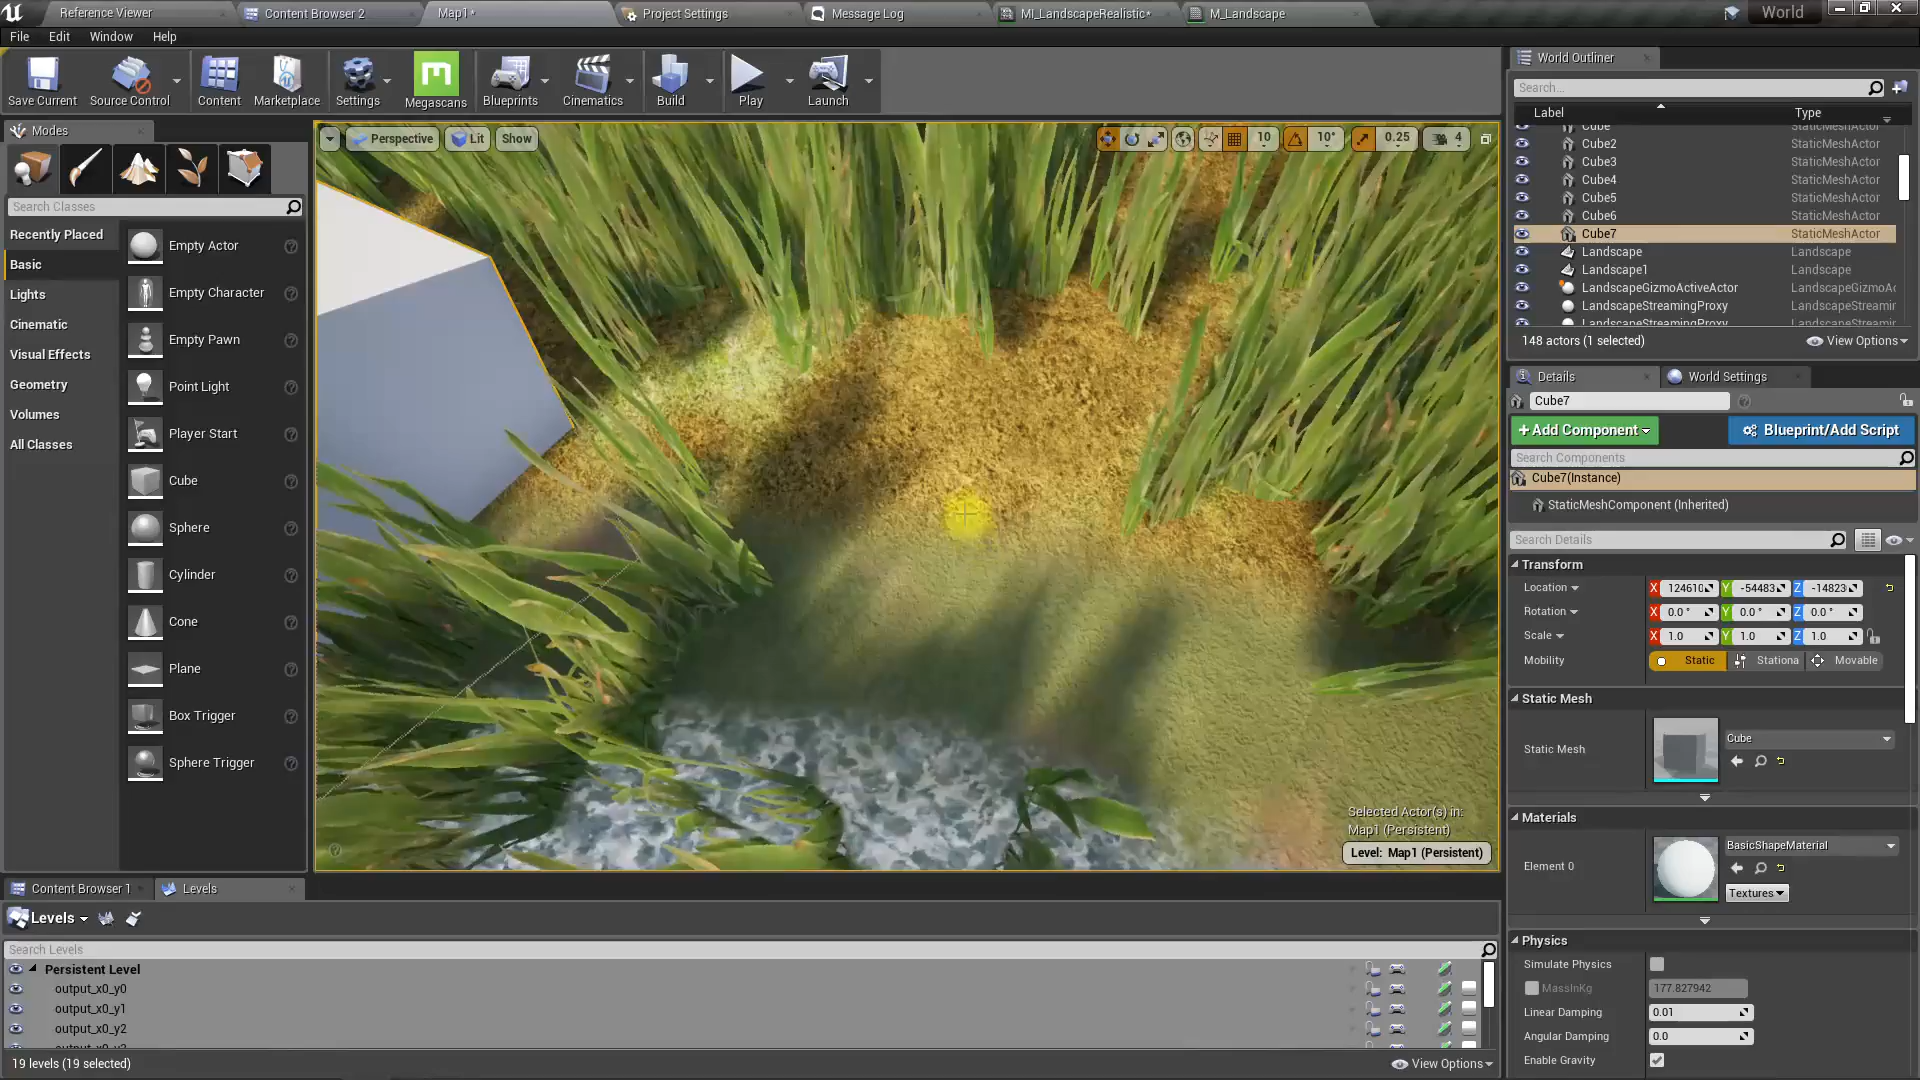 Reference Viewer
Content Browser 2
Map1*
Project Settings
Message Log
MI_LandscapeRealistic*
M_Landscape
World
File
Edit
Window
Help
Save Current
Source Control
Content
Marketplace
Settings
Megascans
Blueprints
Cinematics
Build
Play
Launch
Modes
Search Classes
Recently Placed
Basic
Lights
Cinematic
Visual Effects
Geometry
Volumes
All Classes
Empty Actor
Empty Character
Empty Pawn
Point Light
Player Start
Cube
Sphere
Cylinder
Cone
Plane
Box Trigger
Sphere Trigger
Perspective
Lit
Show
10
10°
0.25
4
Selected Actor(s) in:
Map1 (Persistent)
Level: Map1 (Persistent)
World Outliner
Search...
Label
Type
Cube StaticMeshActor
Cube2 StaticMeshActor
Cube3 StaticMeshActor
Cube4 StaticMeshActor
Cube5 StaticMeshActor
Cube6 StaticMeshActor
Cube7 StaticMeshActor
Landscape Landscape
Landscape1 Landscape
LandscapeGizmoActiveActor LandscapeGizmoAc
LandscapeStreamingProxy LandscapeStreamin
LandscapeStreamingProxy LandscapeStreamin
148 actors (1 selected)
View Options
Details
World Settings
Cube7
+Add Component
Blueprint/Add Script
Search Components
Cube7(Instance)
StaticMeshComponent (Inherited)
Search Details
Transform
Location X 124610 Y -54483 Z -14823
Rotation X 0.0 ° Y 0.0 ° Z 0.0 °
Scale X 1.0 Y 1.0 Z 1.0
Mobility Static Stationa Movable
Static Mesh
Static Mesh
Cube
Materials
Element 0
BasicShapeMaterial
Textures
Physics
Simulate Physics
MassInKg 177.827942
Linear Damping 0.01
Angular Damping 0.0
Enable Gravity
Content Browser 1
Levels
Levels
Search Levels
Persistent Level
output_x0_y0
output_x0_y1
output_x0_y2
19 levels (19 selected)
View Options